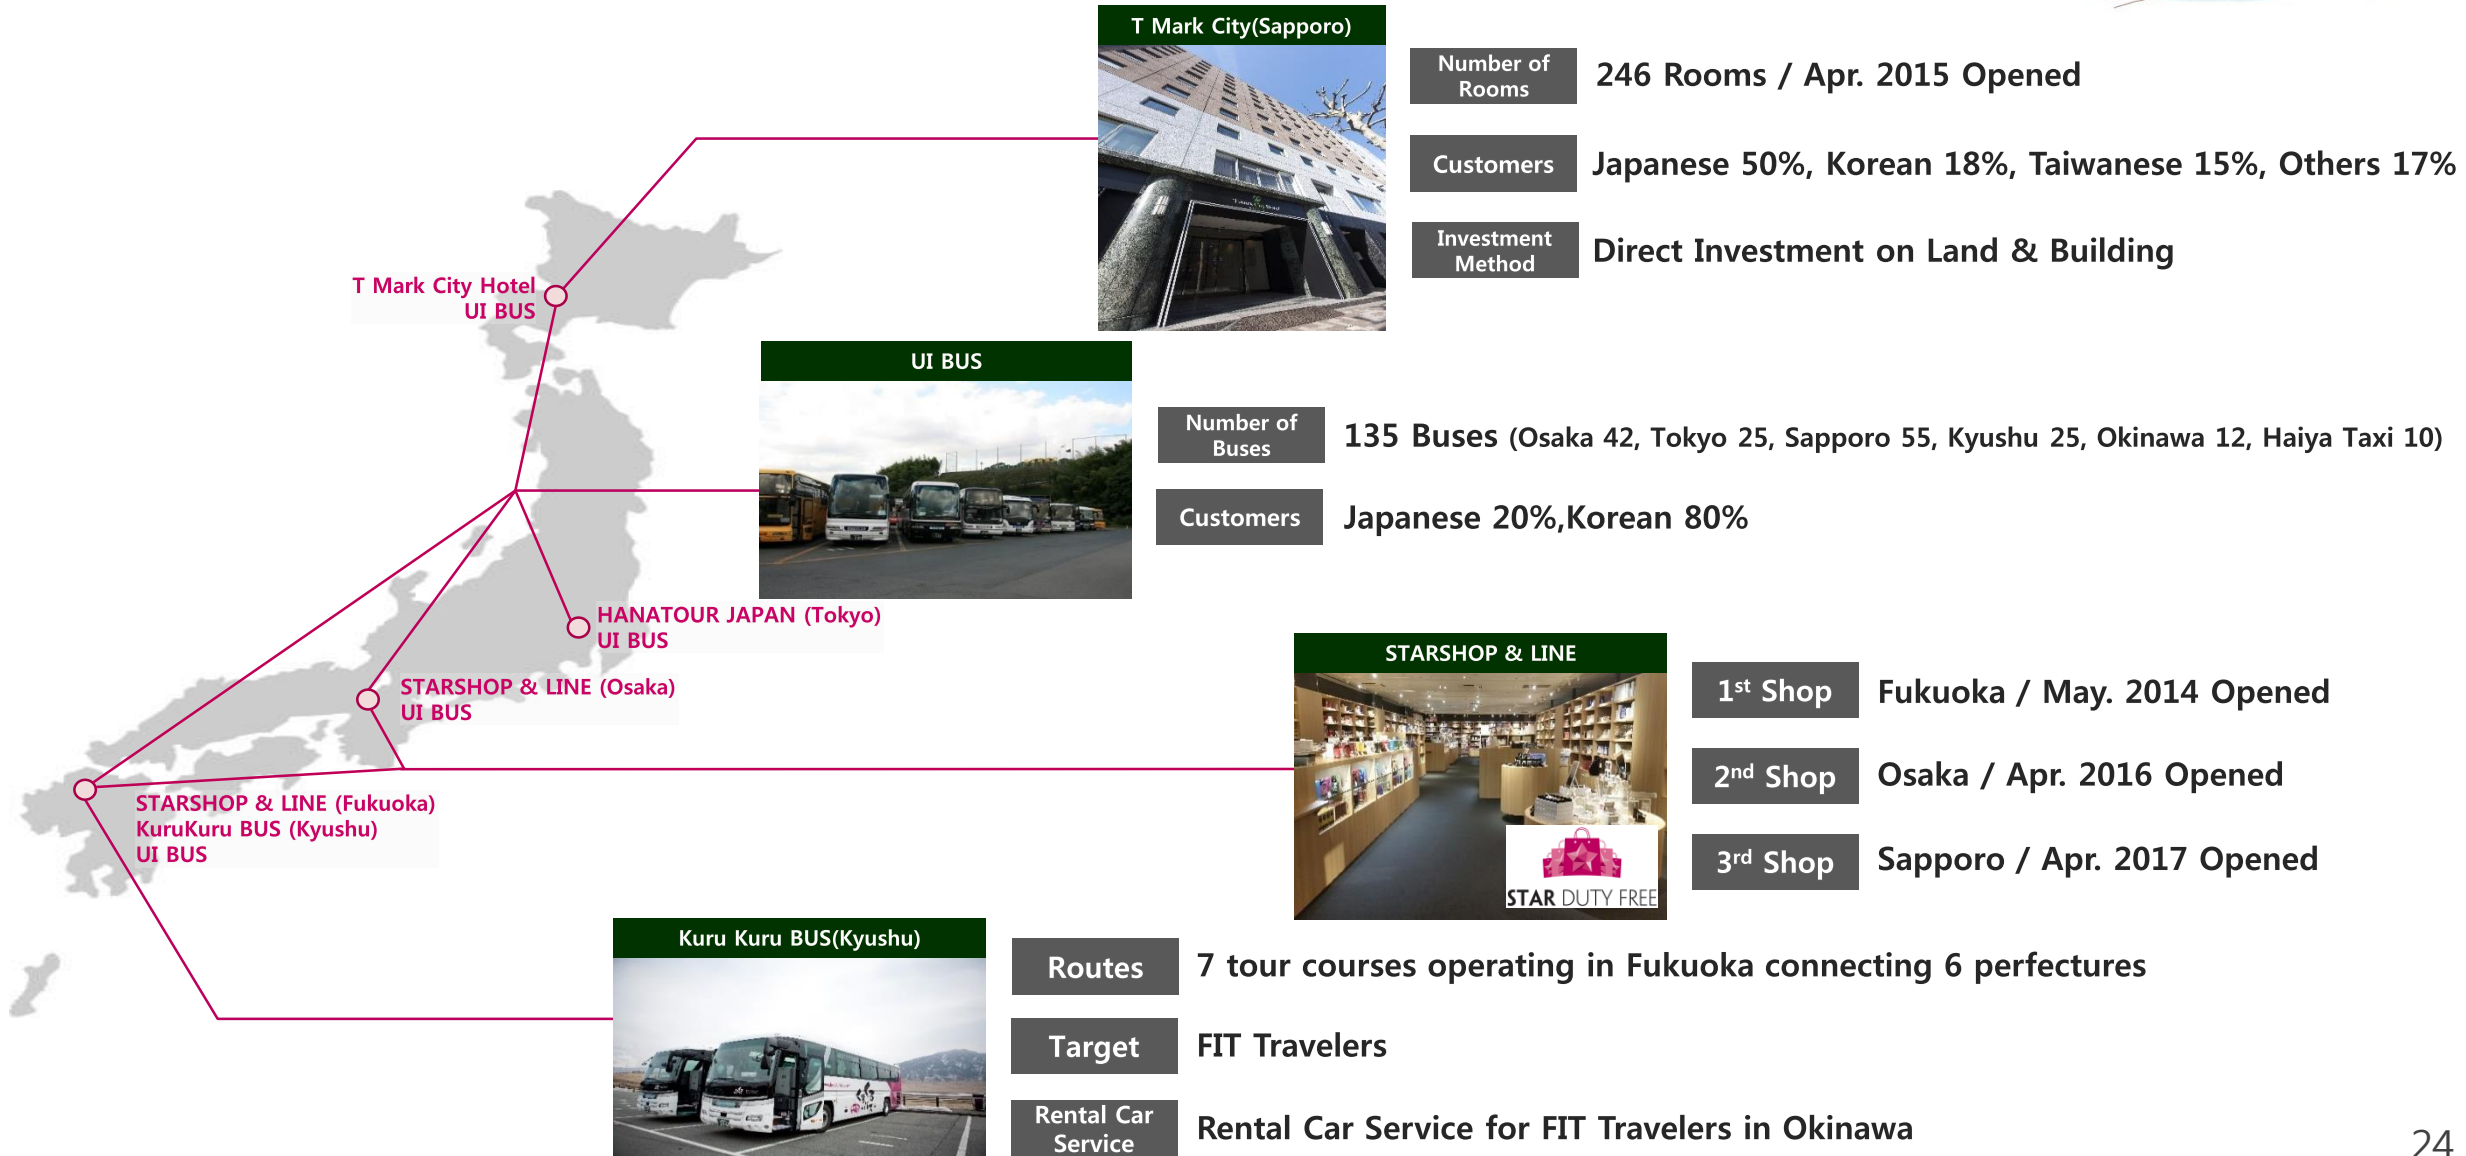 T Mark City(Sapporo)
Number of
Rooms
246 Rooms / Apr. 2015 Opened
Customers
Japanese 50%, Korean 18%, Taiwanese 15%, Others 17%
Investment
Method
Direct Investment on Land & Building
T Mark City Hotel
UI BUS
UI BUS
Number of
Buses
135 Buses (Osaka 42, Tokyo 25, Sapporo 55, Kyushu 25, Okinawa 12, Haiya Taxi 10)
Customers
Japanese 20%,Korean 80%
HANATOUR JAPAN (Tokyo)
UI BUS
STARSHOP & LINE (Osaka)
UI BUS
STARSHOP & LINE
STAR DUTY FREE
1st Shop
Fukuoka / May. 2014 Opened
2nd Shop
Osaka / Apr. 2016 Opened
3rd Shop
Sapporo / Apr. 2017 Opened
STARSHOP & LINE (Fukuoka)
KuruKuru BUS (Kyushu)
UI BUS
Kuru Kuru BUS(Kyushu)
Routes
7 tour courses operating in Fukuoka connecting 6 perfectures
Target
FIT Travelers
Rental Car
Service
Rental Car Service for FIT Travelers in Okinawa
24